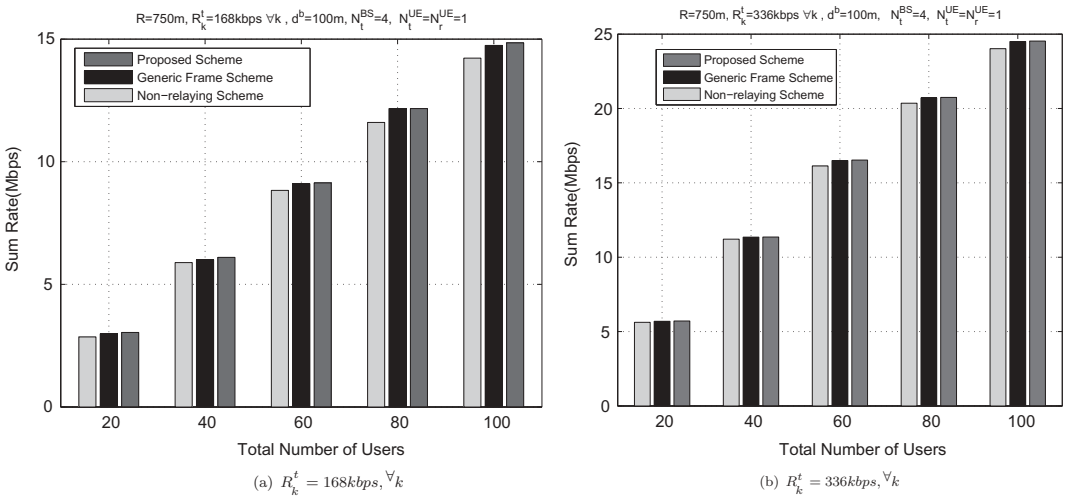 R=750m, R_k^t=168kbps ∀k , d^b=100m, N_t^BS=4, N_t^UE=N_r^UE=1
15
10
5
0
Sum Rate(Mbps)
Proposed Scheme
Generic Frame Scheme
Non−relaying Scheme
20 40 60 80 100
Total Number of Users
(a) R_k^t = 168kbps, ∀k
R=750m, R_k^t=336kbps ∀k , d^b=100m, N_t^BS=4, N_t^UE=N_r^UE=1
25
20
15
10
5
0
Sum Rate(Mbps)
Proposed Scheme
Generic Frame Scheme
Non−relaying Scheme
20 40 60 80 100
Total Number of Users
(b) R_k^t = 336kbps, ∀k